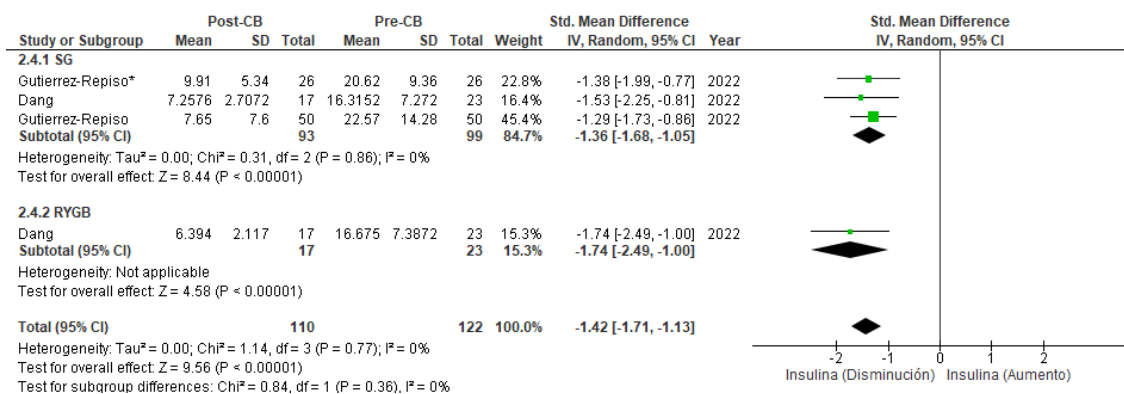 Post-CB Pre-CB Std. Mean Difference Std. Mean Difference
Study or Subgroup Mean SD Total Mean SD Total Weight IV, Random, 95% CI Year IV, Random, 95% CI
2.4.1 SG
Gutierrez-Repiso* 9.91 5.34 26 20.62 9.36 26 22.8% -1.38 [-1.99, -0.77] 2022
Dang 7.2576 2.7072 17 16.3152 7.272 23 16.4% -1.53 [-2.25, -0.81] 2022
Gutierrez-Repiso 7.65 7.6 50 22.57 14.28 50 45.4% -1.29 [-1.73, -0.86] 2022
Subtotal (95% CI) 93 99 84.7% -1.36 [-1.68, -1.05]
Heterogeneity: Tau² = 0.00; Chi² = 0.31, df = 2 (P = 0.86); I² = 0%
Test for overall effect: Z = 8.44 (P < 0.00001)
2.4.2 RYGB
Dang 6.394 2.117 17 16.675 7.3872 23 15.3% -1.74 [-2.49, -1.00] 2022
Subtotal (95% CI) 17 23 15.3% -1.74 [-2.49, -1.00]
Heterogeneity: Not applicable
Test for overall effect: Z = 4.58 (P < 0.00001)
Total (95% CI) 110 122 100.0% -1.42 [-1.71, -1.13]
Heterogeneity: Tau² = 0.00; Chi² = 1.14, df = 3 (P = 0.77); I² = 0%
Test for overall effect: Z = 9.56 (P < 0.00001)
Test for subgroup differences: Chi² = 0.84, df = 1 (P = 0.36), I² = 0%
-2 -1 0 1 2
Insulina (Disminución) Insulina (Aumento)